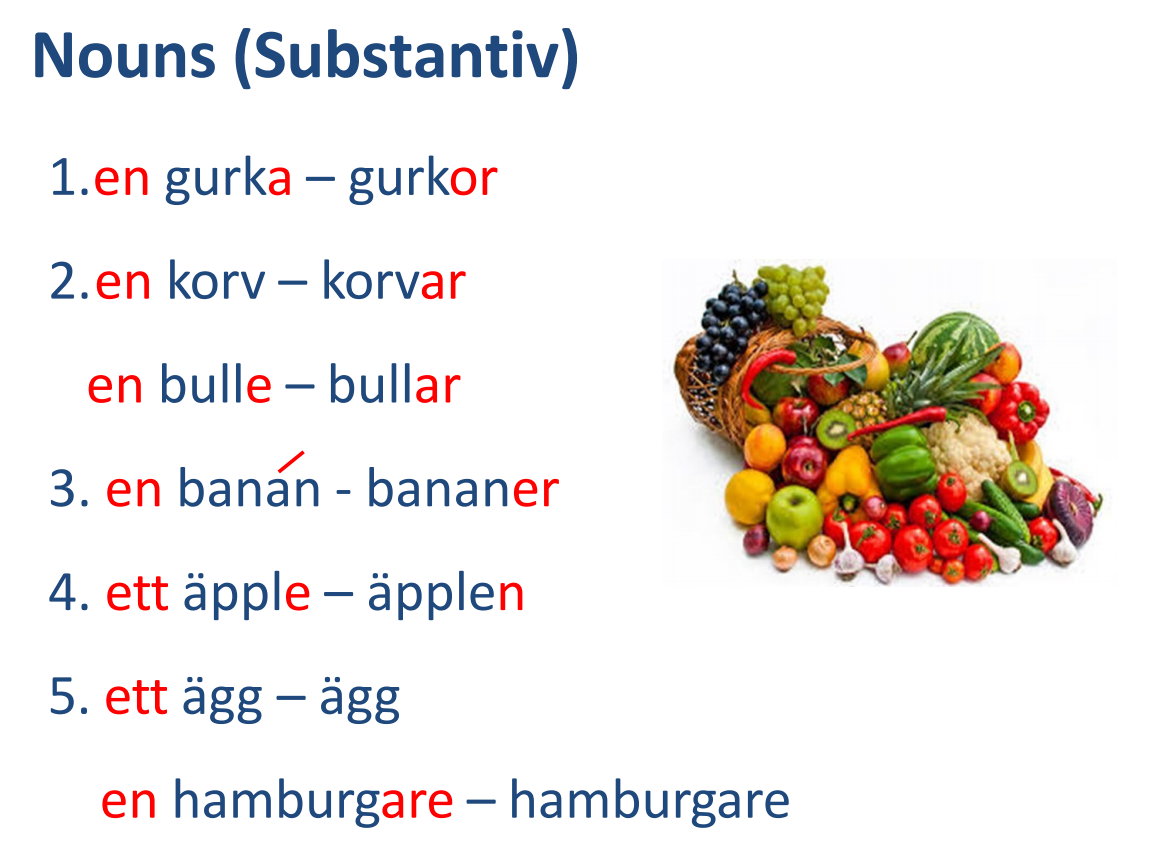 Nouns (Substantiv)
1.en gurka – gurkor
2.en korv – korvar
en bulle – bullar
3. en banan - bananer
4. ett äpple – äpplen
5. ett ägg – ägg
en hamburgare – hamburgare